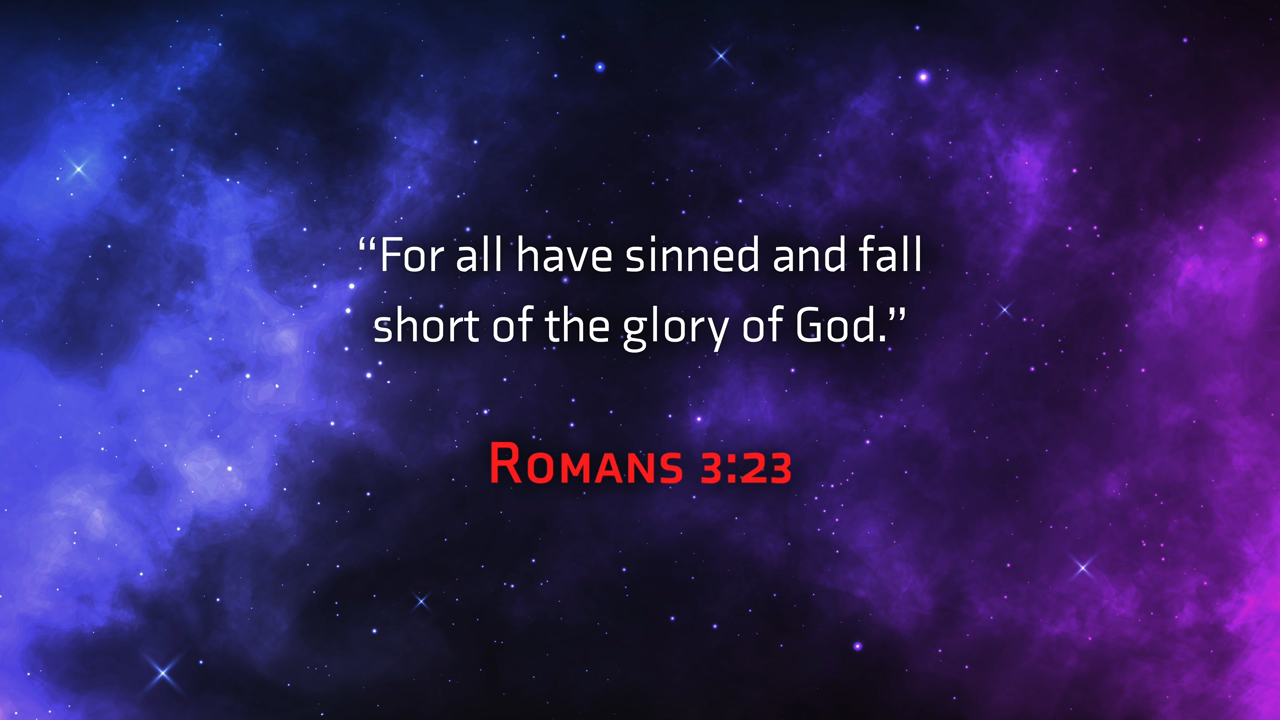 “For all have sinned and fall
short of the glory of God.”
Romans 3:23